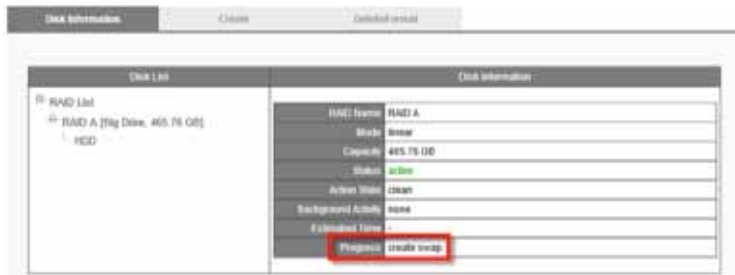 Disk Information Create Delete/Format
Disk List Disk Information
RAID List
RAID A [Big Drive, 465.76 GB]
HDD
RAID Name RAID A
Mode linear
Capacity 465.76 GB
Status active
Action State clean
Background Activity none
Estimated Time -
Progress create swap